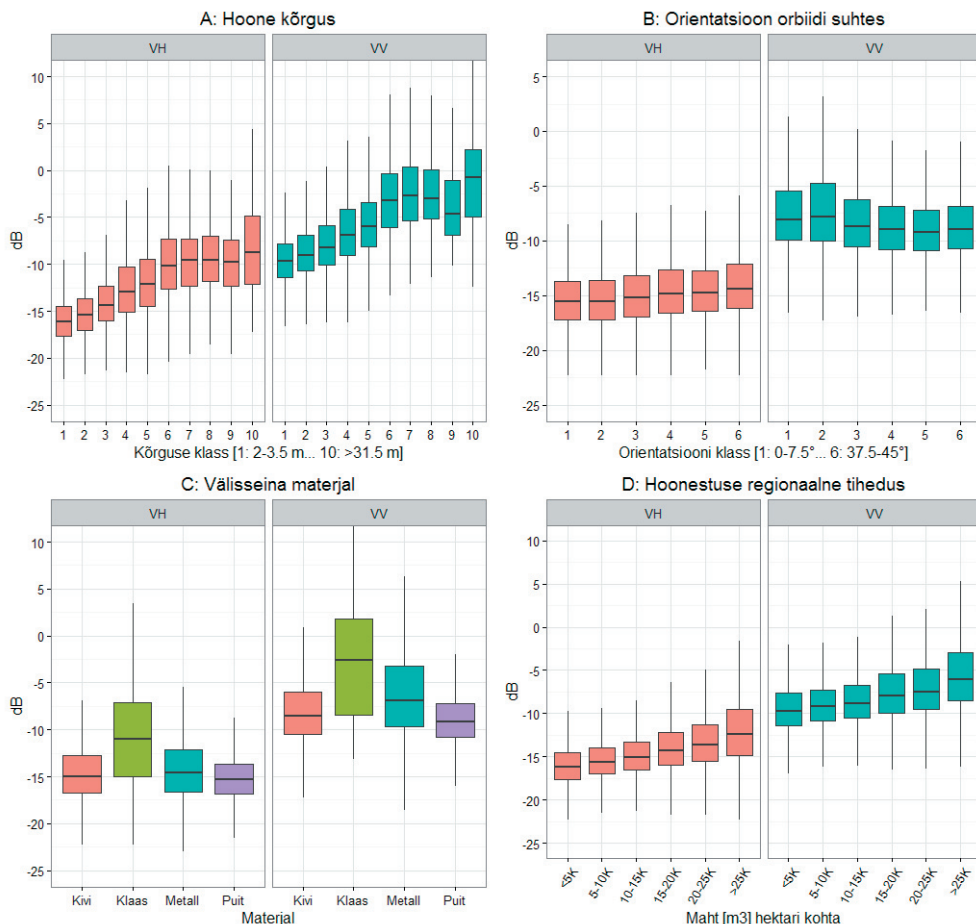 A: Hoone kõrgus
VH VV
10
5
0
-5
-10
-15
-20
-25
dB
1 2 3 4 5 6 7 8 9 10 1 2 3 4 5 6 7 8 9 10
Kõrguse klass [1: 2-3.5 m... 10: >31.5 m]
B: Orientatsioon orbiidi suhtes
VH VV
5
0
-5
-10
-15
-20
-25
dB
1 2 3 4 5 6 1 2 3 4 5 6
Orientatsiooni klass [1: 0-7.5°... 6: 37.5-45°]
C: Välisseina materjal
VH VV
10
5
0
-5
-10
-15
-20
-25
dB
Kivi Klaas Metall Puit Kivi Klaas Metall Puit
Materjal
D: Hoonestuse regionaalne tihedus
VH VV
10
5
0
-5
-10
-15
-20
-25
dB
<5K 5-10K 10-15K 15-20K 20-25K >25K <5K 5-10K 10-15K 15-20K 20-25K >25K
Maht [m3] hektari kohta